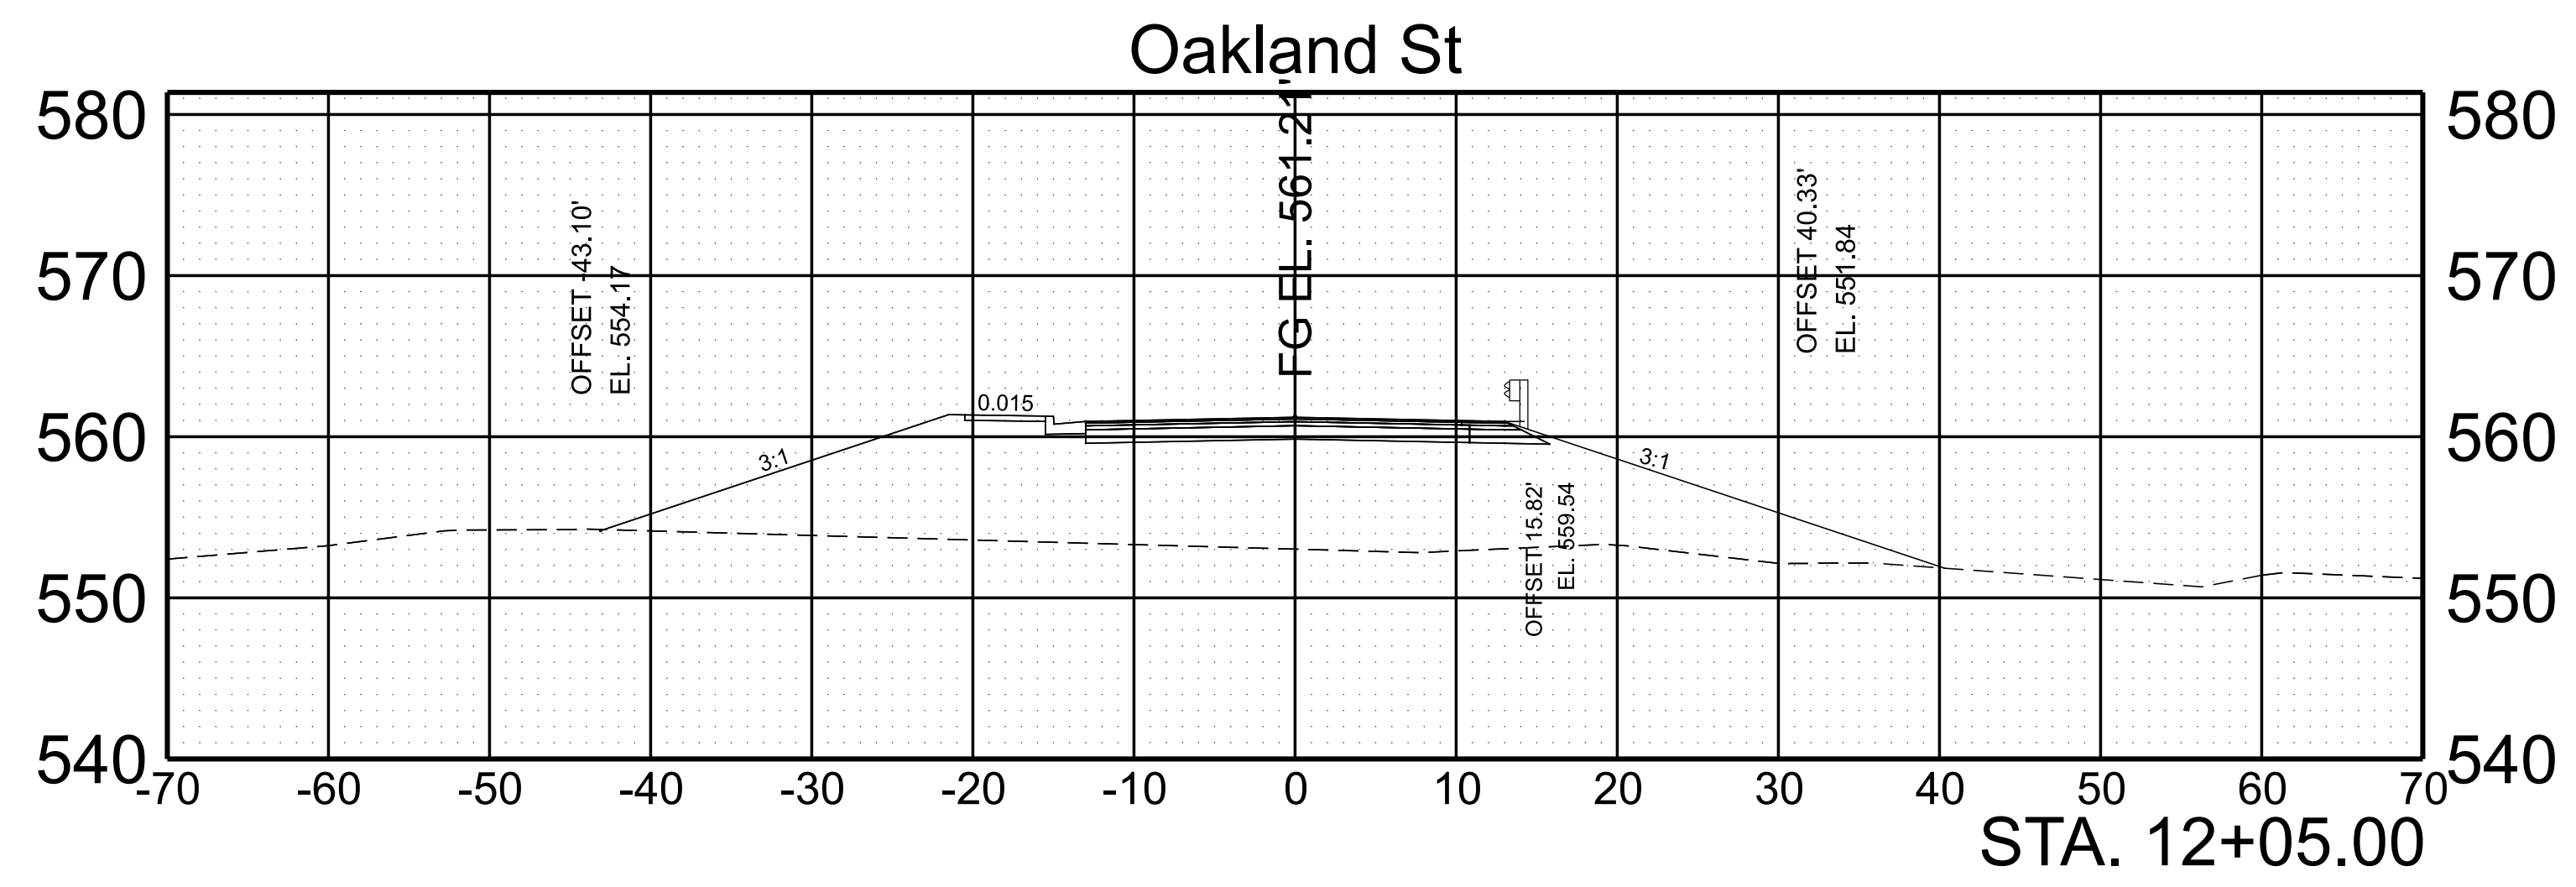 Oakland St
580
580
FG EL. 561.21'
OFFSET -43.10'
EL. 554.17
OFFSET 40.33'
EL. 551.84
570
570
0.015
560
560
3:1
3:1
OFFSET 15.82'
EL. 559.54
550
550
540
540
-70 -60 -50 -40 -30 -20 -10 0 10 20 30 40 50 60 70
STA. 12+05.00